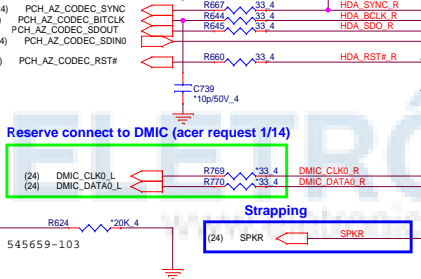 4) PCH_AZ_CODEC_SYNC R667 33_4 HDA_SYNC_R
) PCH_AZ_CODEC_BITCLK R644 33_4 HDA_BCLK_R
PCH_AZ_CODEC_SDOUT R645 33_4 HDA_SDO_R
4) PCH_AZ_CODEC_SDIN0
) PCH_AZ_CODEC_RST# R660 33_4 HDA_RST#_R
C739
*10p/50V_4
Reserve connect to DMIC (acer request 1/14)
(24) DMIC_CLK0_L R769 *33_4 DMIC_CLK0_R
(24) DMIC_DATA0_L R770 *33_4 DMIC_DATA0_R
Strapping
R624 *20K_4
(24) SPKR SPKR
545659-103